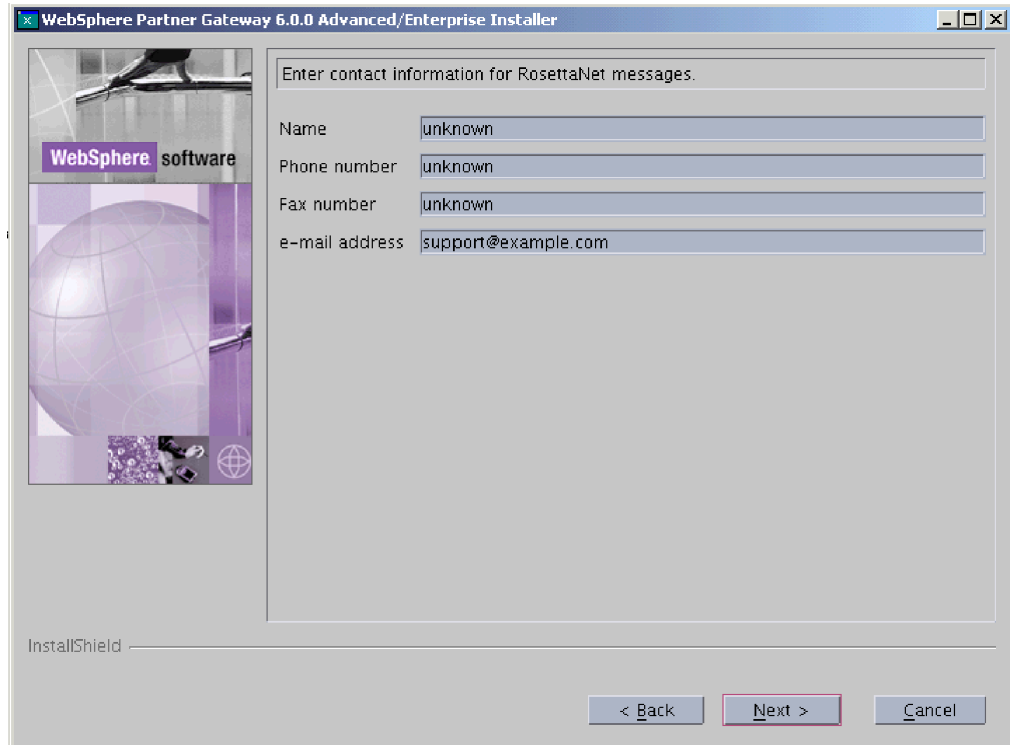 WebSphere Partner Gateway 6.0.0 Advanced/Enterprise Installer
WebSphere software
Enter contact information for RosettaNet messages.
Name unknown
Phone number unknown
Fax number unknown
e-mail address support@example.com
InstallShield
< Back Next > Cancel